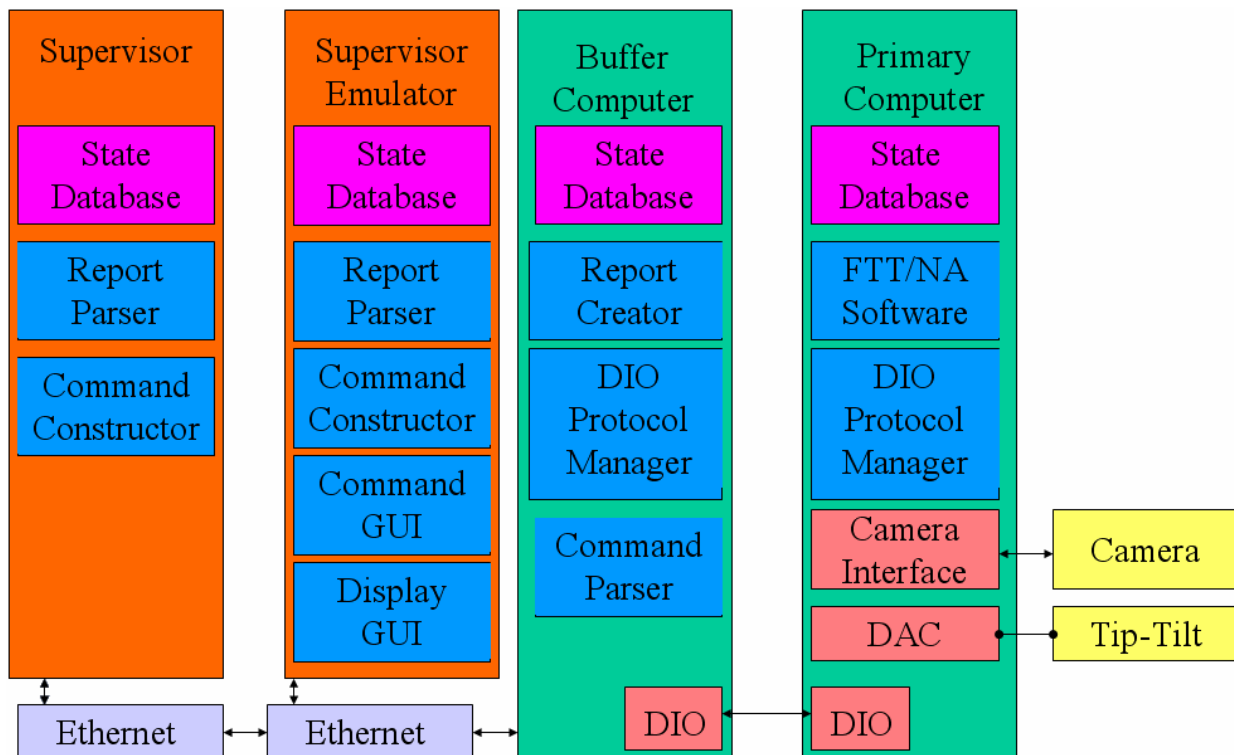 Supervisor
State
Database
Report
Parser
Command
Constructor
Ethernet
Supervisor
Emulator
State
Database
Report
Parser
Command
Constructor
Command
GUI
Display
GUI
Ethernet
Buffer
Computer
State
Database
Report
Creator
DIO
Protocol
Manager
Command
Parser
DIO
Primary
Computer
State
Database
FTT/NA
Software
DIO
Protocol
Manager
Camera
Interface
DAC
DIO
Camera
Tip-Tilt